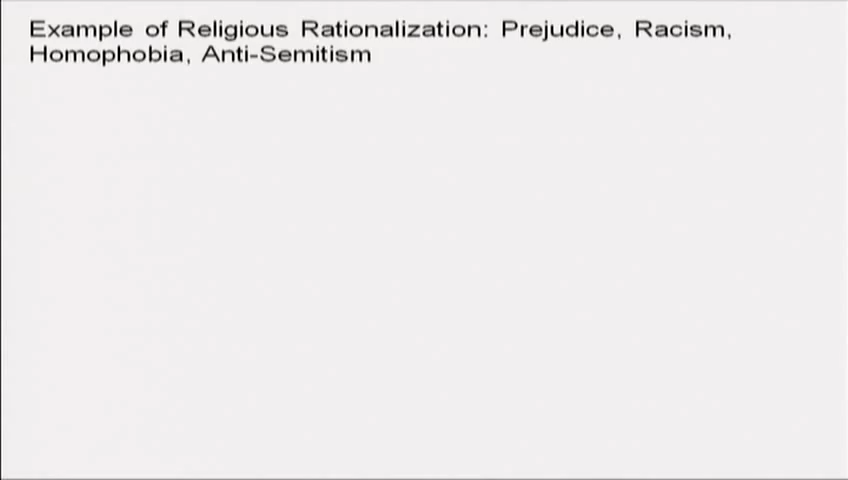 Example of Religious Rationalization: Prejudice, Racism,
Homophobia, Anti-Semitism